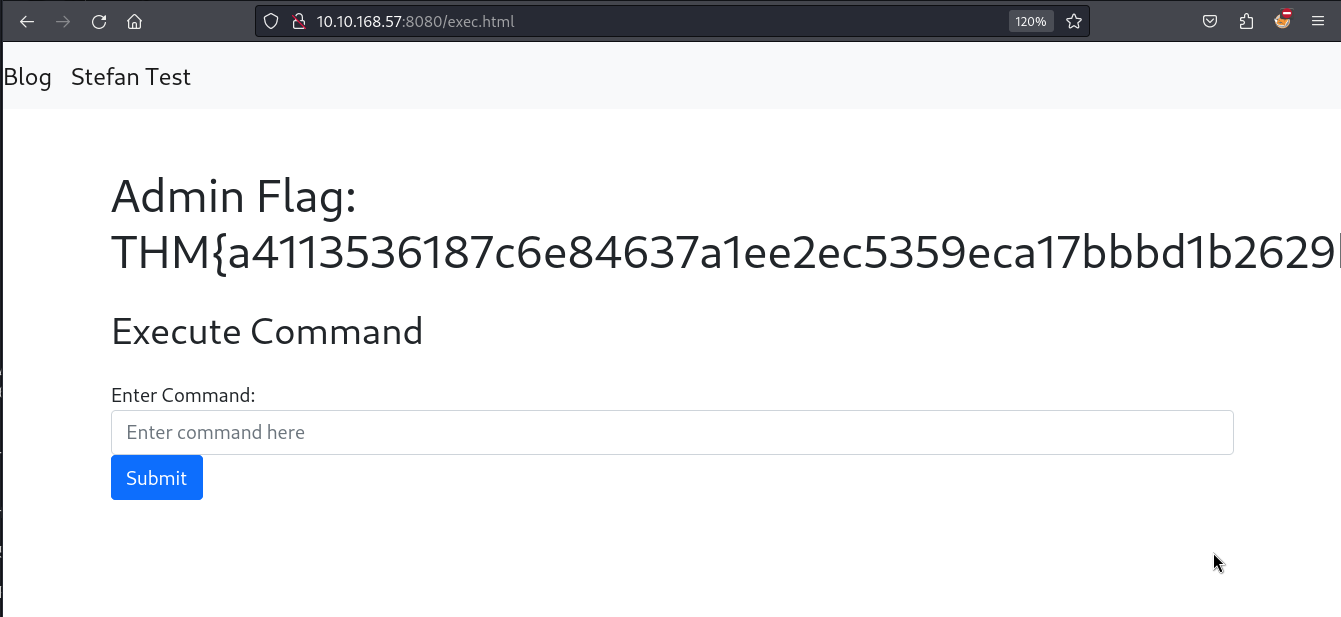 10.10.168.57:8080/exec.html 120%
Blog Stefan Test
Admin Flag:
THM{a4113536187c6e84637a1ee2ec5359eca17bbbd1b2629
Execute Command
Enter Command:
Enter command here
Submit